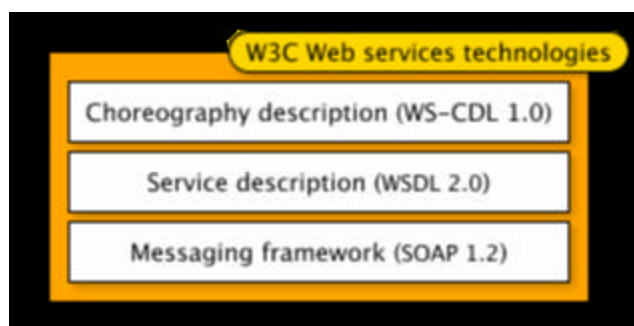 W3C Web services technologies
Choreography description (WS-CDL 1.0)
Service description (WSDL 2.0)
Messaging framework (SOAP 1.2)